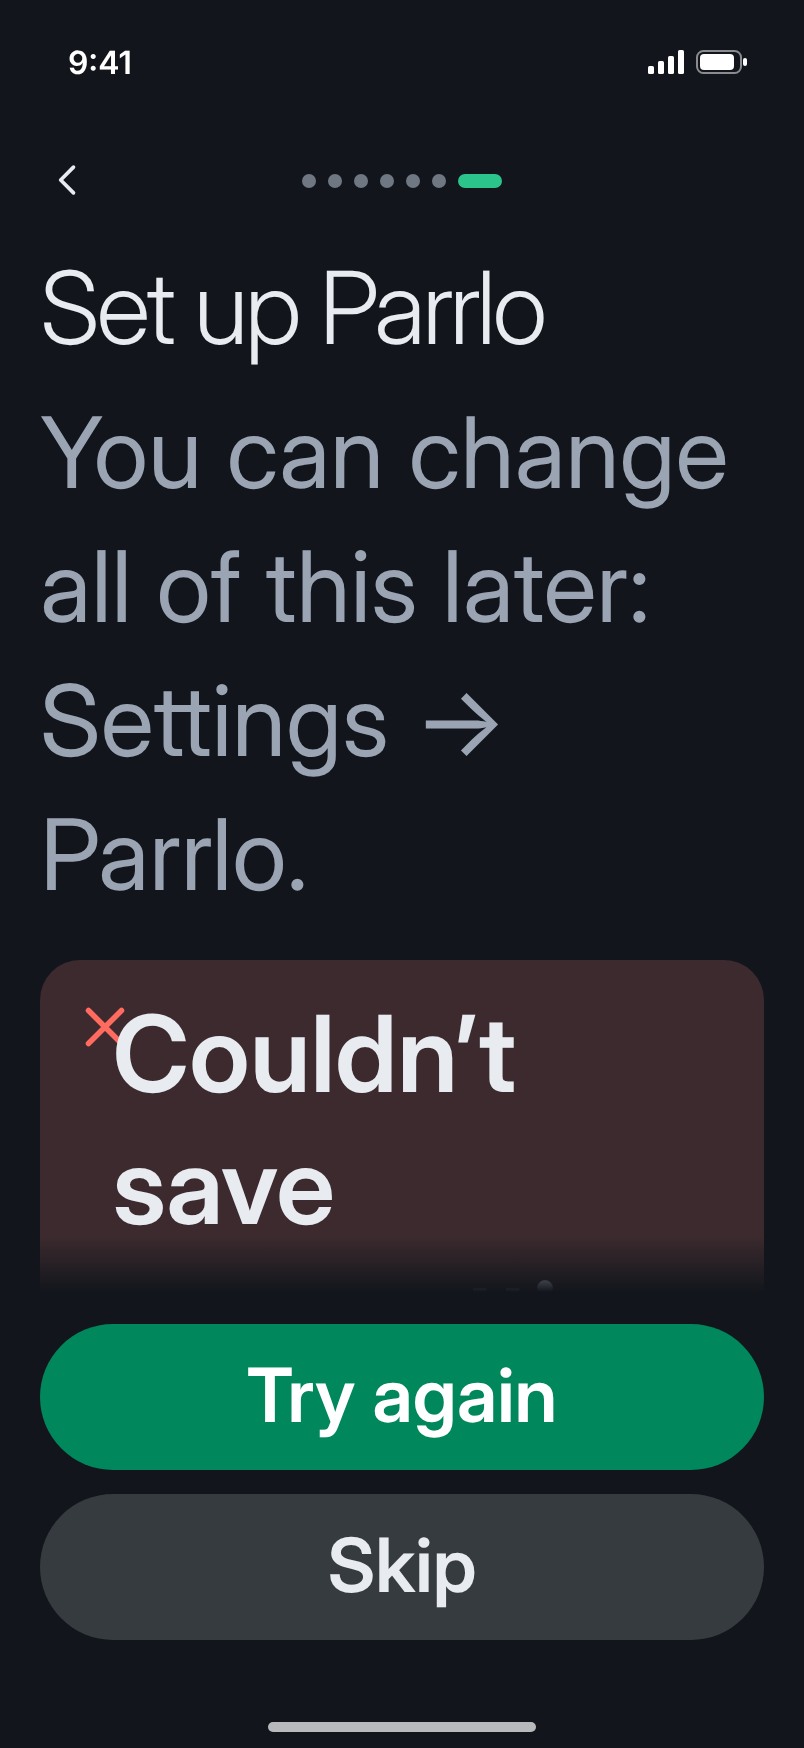 9:41
Set up Parrlo
You can change
all of this later:
Settings →
Parrlo.
Couldn’t
save
Try again
Skip